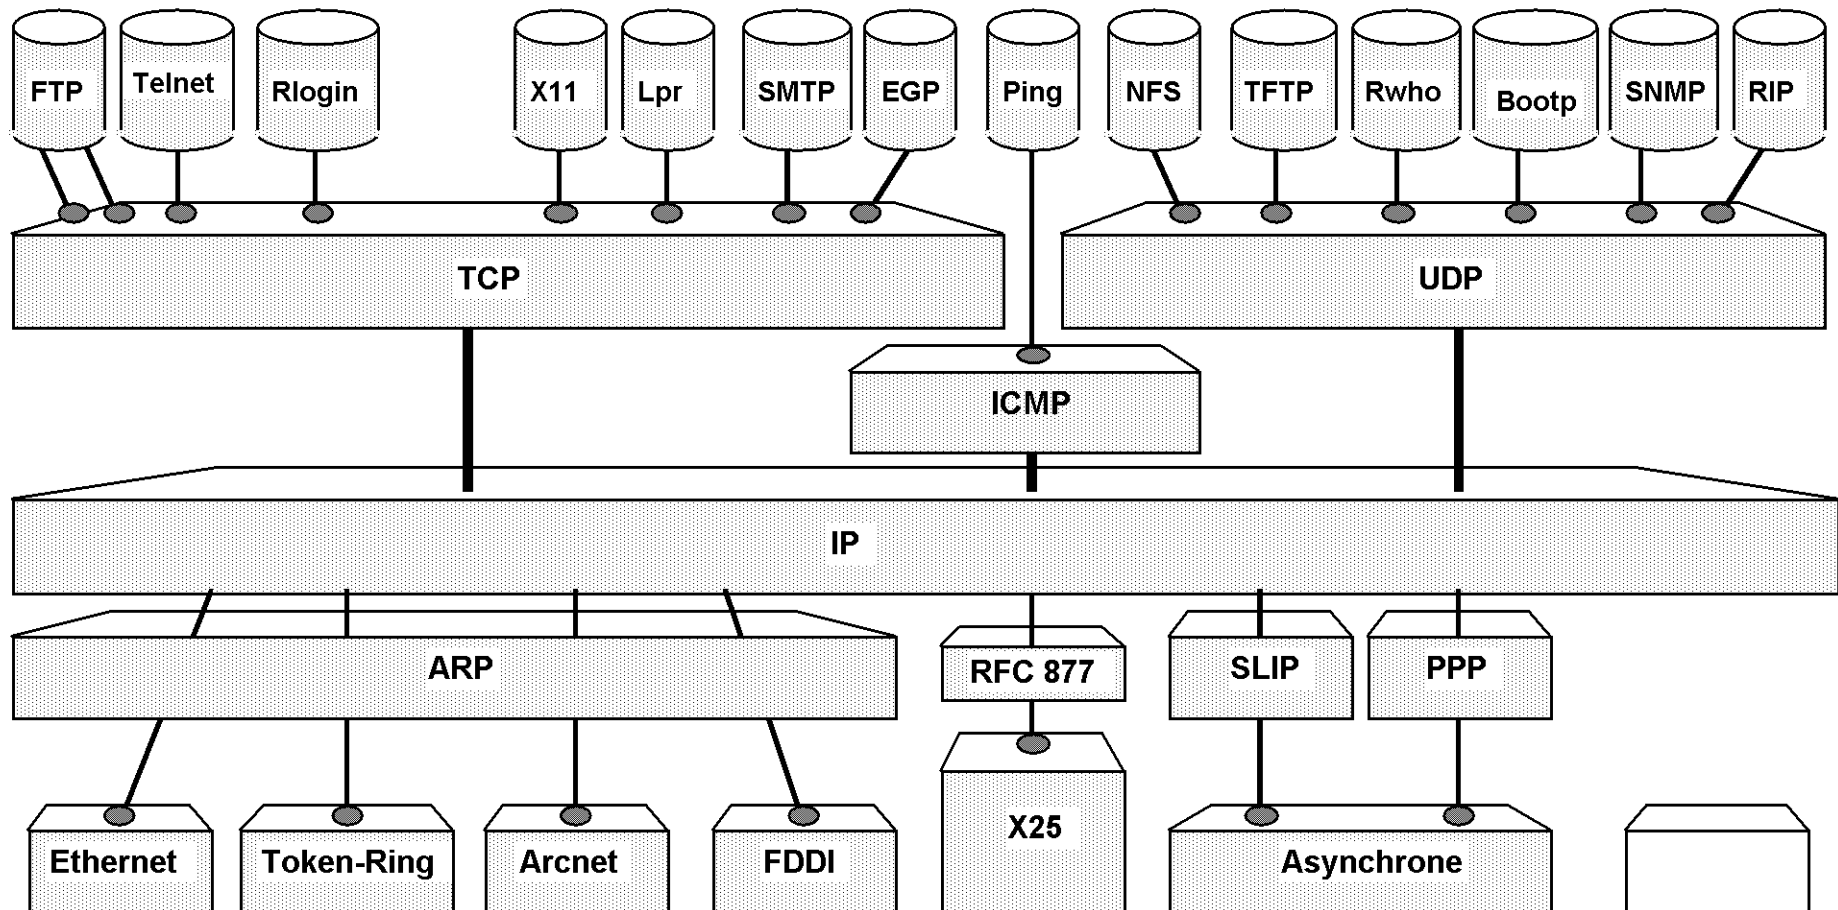 FTP
Telnet
Rlogin
X11
Lpr
SMTP
EGP
Ping
NFS
TFTP
Rwho
Bootp
SNMP
RIP
TCP
UDP
ICMP
IP
ARP
RFC 877
SLIP
PPP
X25
Ethernet
Token-Ring
Arcnet
FDDI
Asynchrone